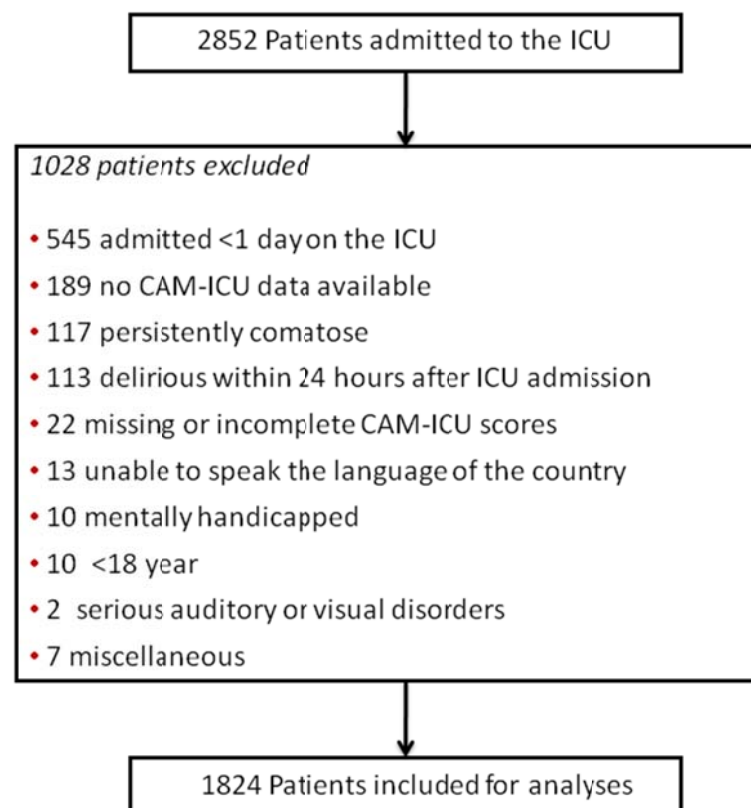 2852 Patients admitted to the ICU
1028 patients excluded
• 545 admitted <1 day on the ICU
• 189 no CAM-ICU data available
• 117 persistently comatose
• 113 delirious within 24 hours after ICU admission
• 22 missing or incomplete CAM-ICU scores
• 13 unable to speak the language of the country
• 10 mentally handicapped
• 10 <18 year
• 2 serious auditory or visual disorders
• 7 miscellaneous
1824 Patients included for analyses